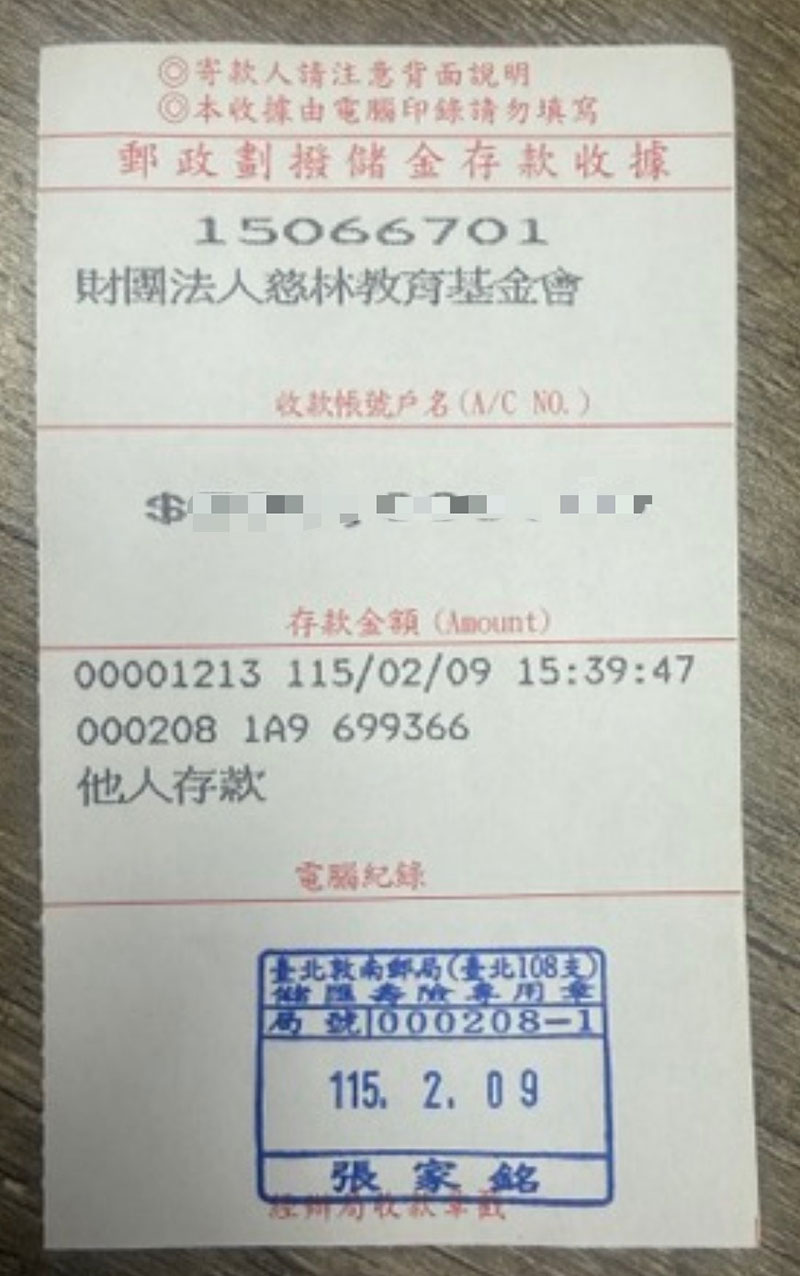 ◎寄款人請注意背面說明
◎本收據由電腦印錄請勿填寫
郵政劃撥儲金存款收據
15066701
財團法人慈林教育基金會
收款帳號戶名(A/C NO.)
$
存款金額(Amount)
00001213 115/02/09 15:39:47
000208 1A9 699366
他人存款
電腦紀錄
臺北敦南郵局(臺北108支)
儲匯壽險專用章
局號 000208-1
115. 2. 09
張家銘
經辦局收款章戳